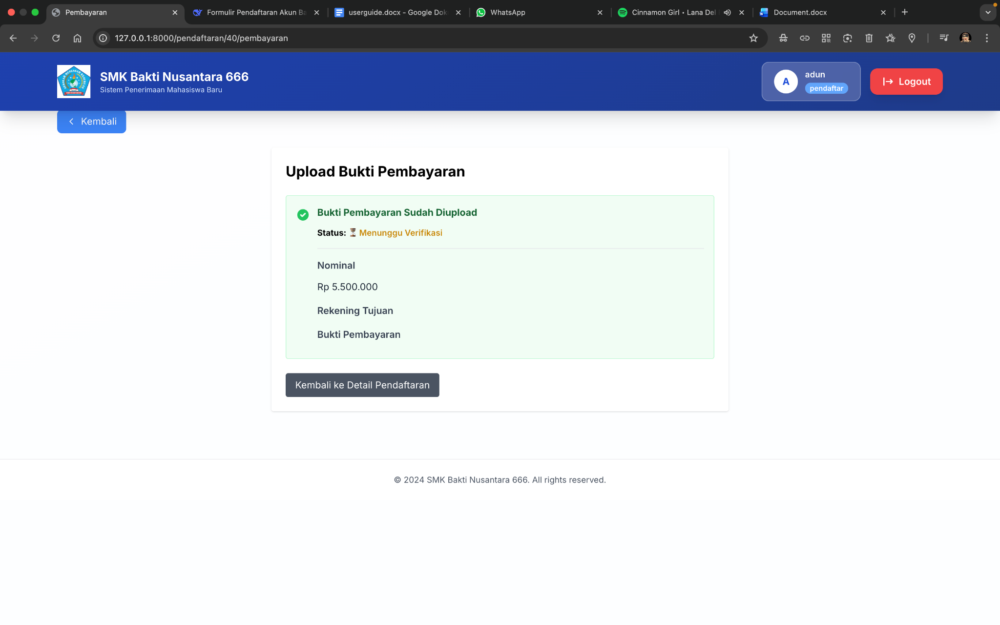 Pembayaran
Formulir Pendaftaran Akun Ba
userguide.docx - Google Dok
WhatsApp
Cinnamon Girl • Lana Del
Document.docx
127.0.0.1:8000/pendaftaran/40/pembayaran
SMK Bakti Nusantara 666
Sistem Penerimaan Mahasiswa Baru
A
adun
pendaftar
Logout
Kembali
Upload Bukti Pembayaran
Bukti Pembayaran Sudah Diupload
Status: ⏳ Menunggu Verifikasi
Nominal
Rp 5.500.000
Rekening Tujuan
Bukti Pembayaran
Kembali ke Detail Pendaftaran
© 2024 SMK Bakti Nusantara 666. All rights reserved.